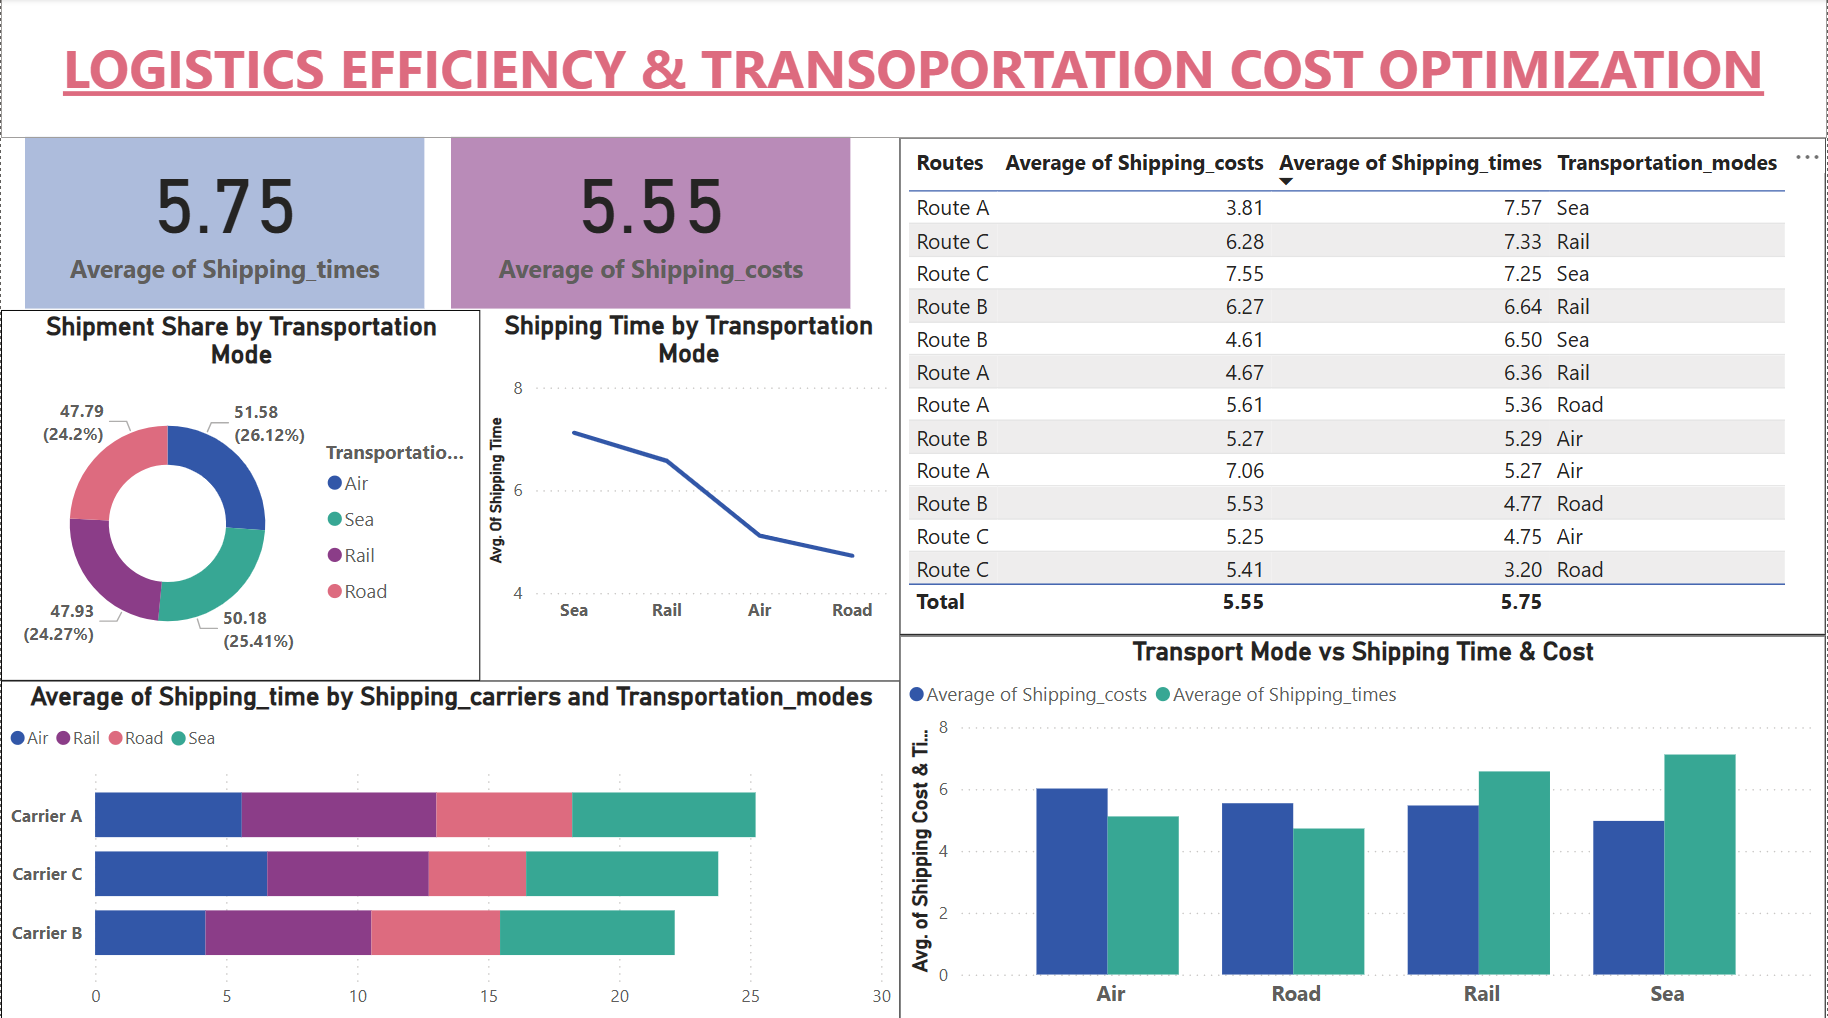 LOGISTICS EFFICIENCY & TRANSOPORTATION COST OPTIMIZATION
5.75
Average of Shipping_times
5.55
Average of Shipping_costs
Routes Average of Shipping_costs Average of Shipping_times Transportation_modes
Route A 3.81 7.57 Sea
Route C 6.28 7.33 Rail
Route C 7.55 7.25 Sea
Route B 6.27 6.64 Rail
Route B 4.61 6.50 Sea
Route A 4.67 6.36 Rail
Route A 5.61 5.36 Road
Route B 5.27 5.29 Air
Route A 7.06 5.27 Air
Route B 5.53 4.77 Road
Route C 5.25 4.75 Air
Route C 5.41 3.20 Road
Total 5.55 5.75
Shipment Share by Transportation
Mode
47.79
(24.2%)
51.58
(26.12%)
47.93
(24.27%)
50.18
(25.41%)
Transportatio...
Air
Sea
Rail
Road
Shipping Time by Transportation
Mode
Avg. Of Shipping Time
8
6
4
Sea Rail Air Road
Average of Shipping_time by Shipping_carriers and Transportation_modes
Air Rail Road Sea
Carrier A
Carrier C
Carrier B
0 5 10 15 20 25 30
Transport Mode vs Shipping Time & Cost
Average of Shipping_costs Average of Shipping_times
Avg. of Shipping Cost & Ti...
8
6
4
2
0
Air Road Rail Sea